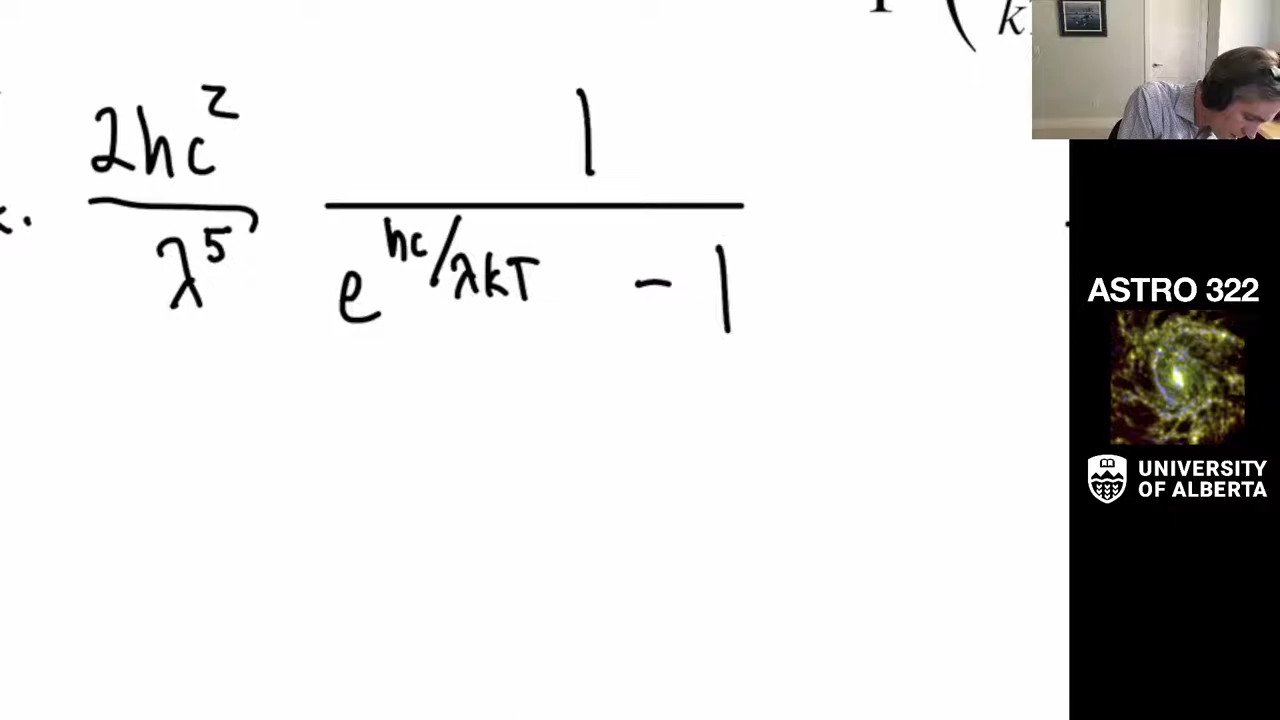 2hc² / λ⁵ 1 / e^(hc/λkT) - 1
ASTRO 322
UNIVERSITY
OF ALBERTA